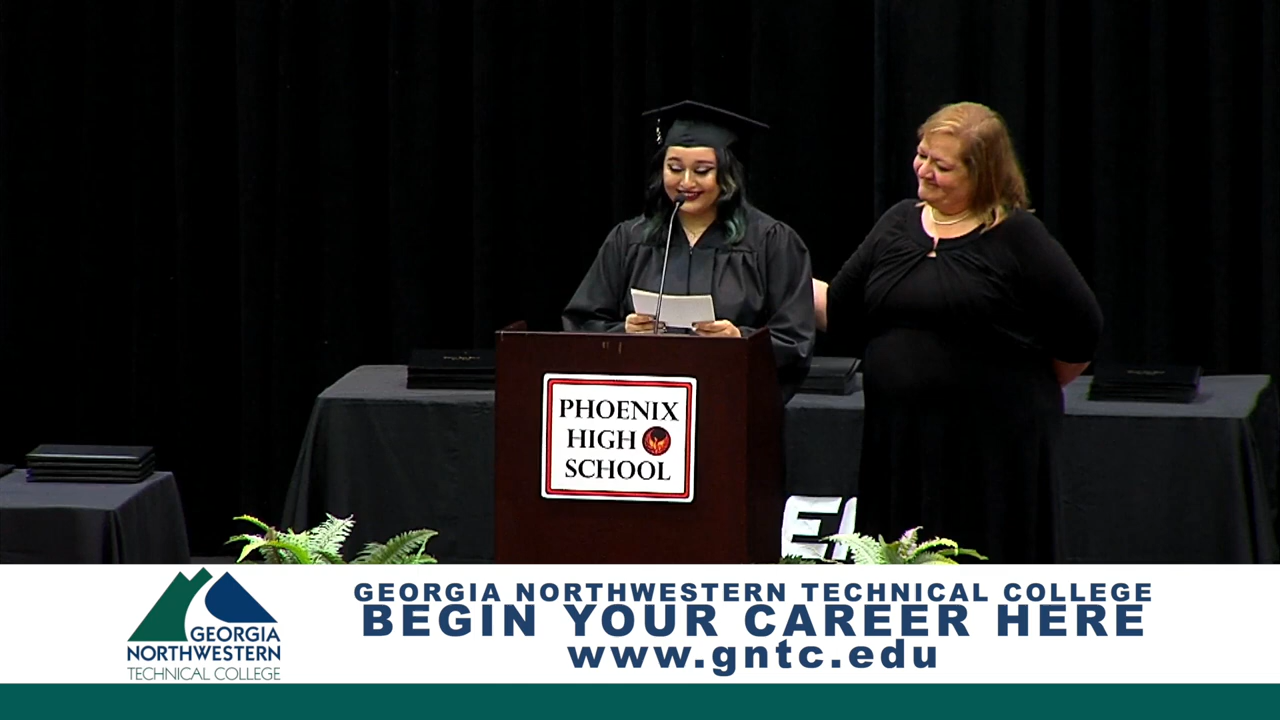 PHOENIX
HIGH
SCHOOL
GEORGIA
NORTHWESTERN
TECHNICAL COLLEGE
GEORGIA NORTHWESTERN TECHNICAL COLLEGE
BEGIN YOUR CAREER HERE
www.gntc.edu